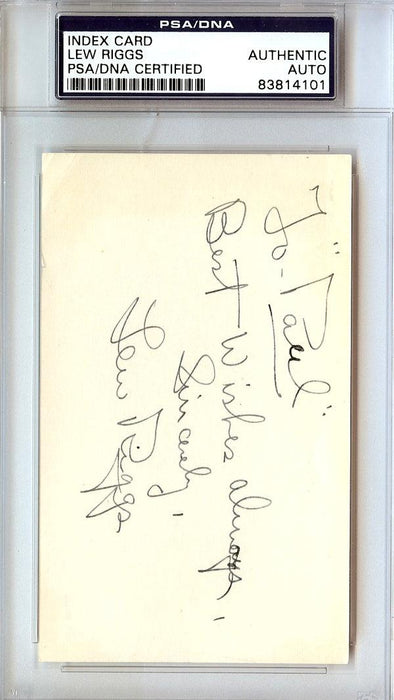 PSA/DNA
INDEX CARD
LEW RIGGS
PSA/DNA CERTIFIED
AUTHENTIC
AUTO
83814101
To - "Paul"
Best Wishes always,
Sincerely,
Lew Riggs